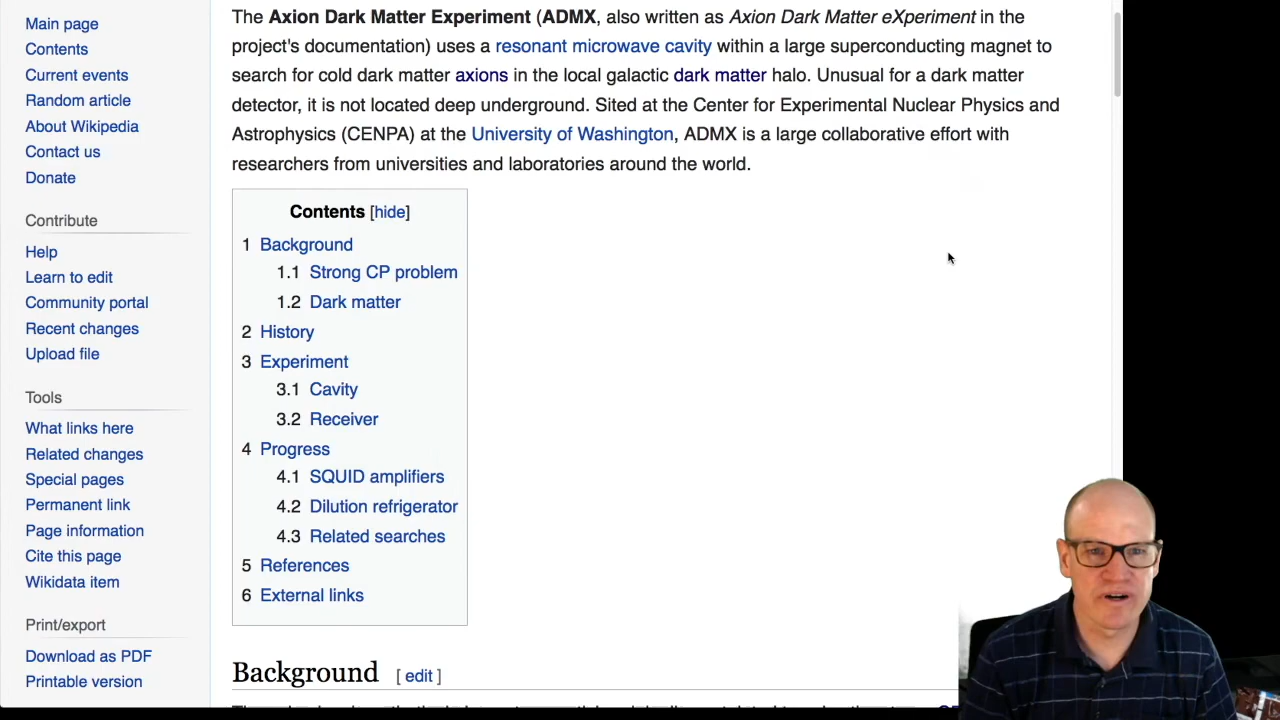 Main page
Contents
Current events
Random article
About Wikipedia
Contact us
Donate
Contribute
Help
Learn to edit
Community portal
Recent changes
Upload file
Tools
What links here
Related changes
Special pages
Permanent link
Page information
Cite this page
Wikidata item
Print/export
Download as PDF
Printable version
The Axion Dark Matter Experiment (ADMX, also written as Axion Dark Matter eXperiment in the
project's documentation) uses a resonant microwave cavity within a large superconducting magnet to
search for cold dark matter axions in the local galactic dark matter halo. Unusual for a dark matter
detector, it is not located deep underground. Sited at the Center for Experimental Nuclear Physics and
Astrophysics (CENPA) at the University of Washington, ADMX is a large collaborative effort with
researchers from universities and laboratories around the world.
Contents [hide]
1 Background
1.1 Strong CP problem
1.2 Dark matter
2 History
3 Experiment
3.1 Cavity
3.2 Receiver
4 Progress
4.1 SQUID amplifiers
4.2 Dilution refrigerator
4.3 Related searches
5 References
6 External links
Background [ edit ]